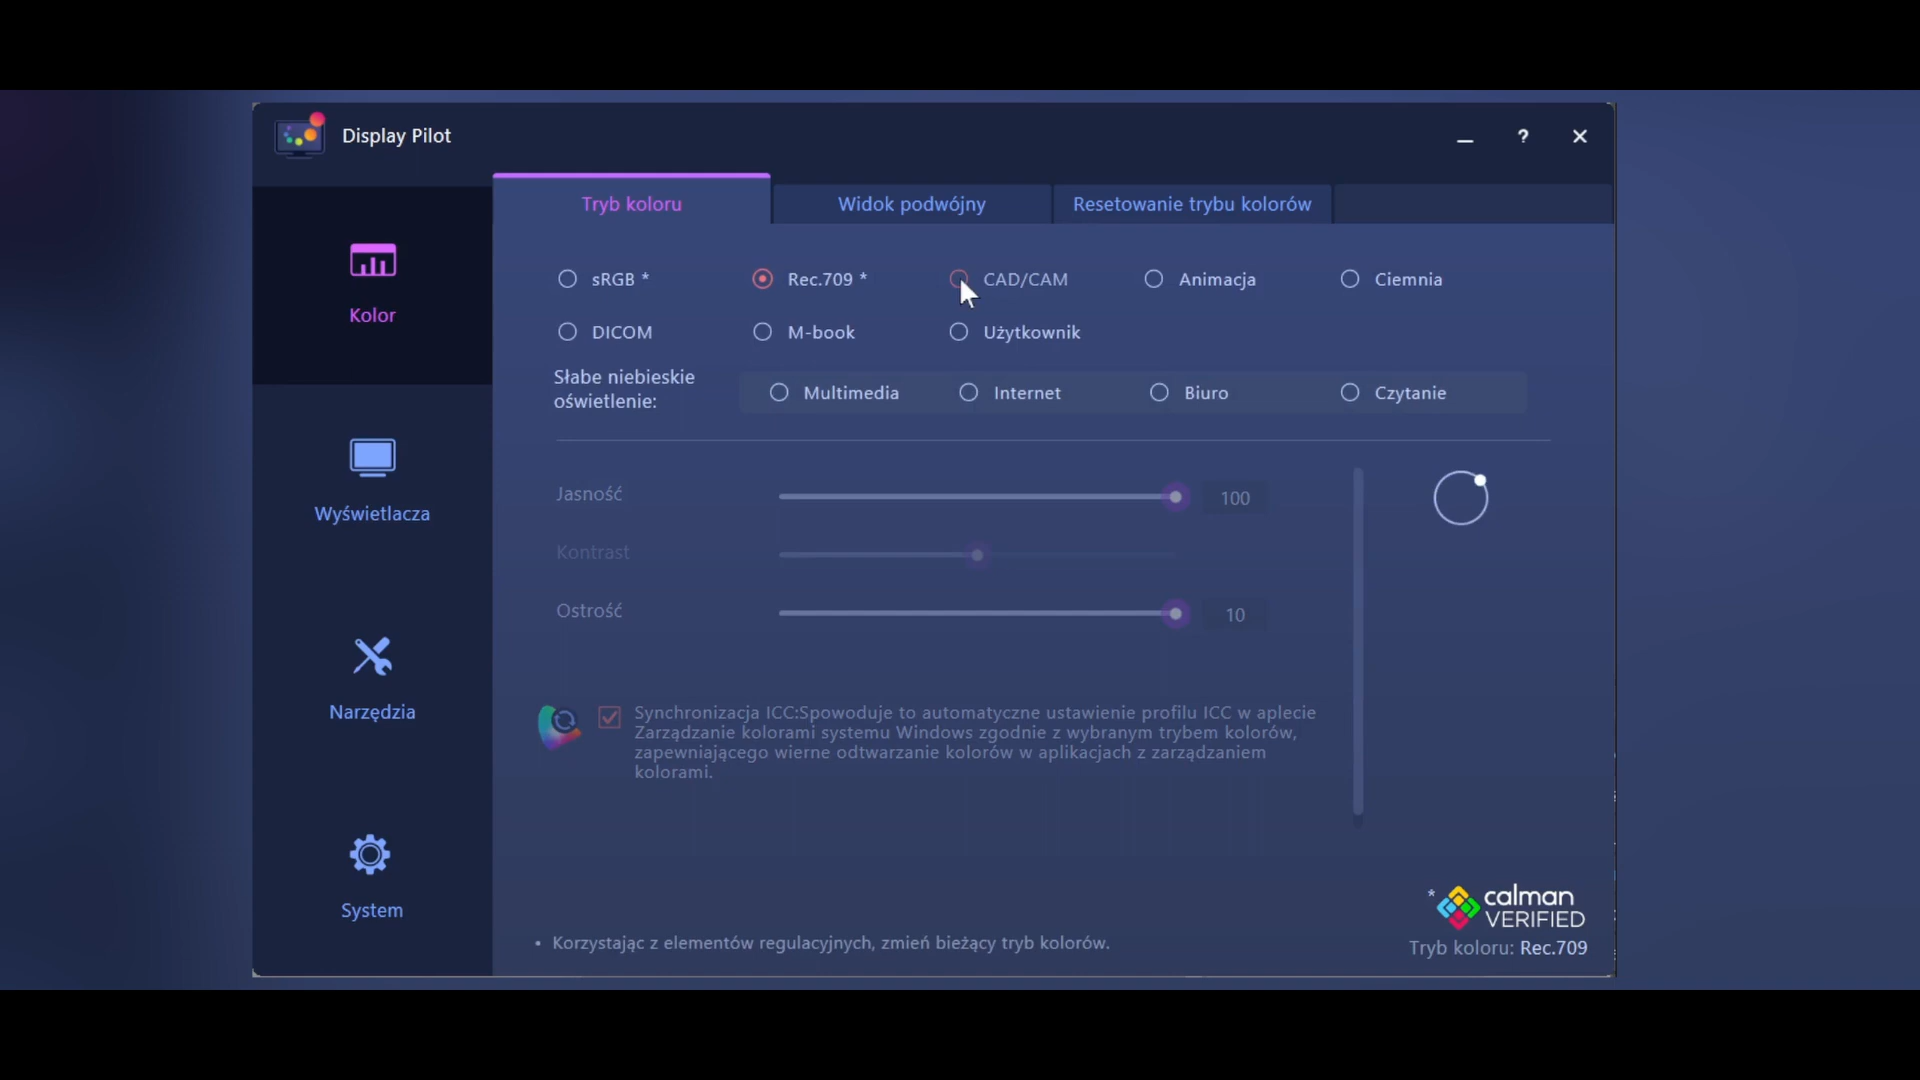 Display Pilot
?
Tryb koloru
Widok podwójny
Resetowanie trybu kolorów
Kolor
Wyświetlacza
Narzędzia
System
sRGB *
Rec.709 *
CAD/CAM
Animacja
Ciemnia
DICOM
M-book
Użytkownik
Słabe niebieskie
oświetlenie:
Multimedia
Internet
Biuro
Czytanie
Jasność
100
Kontrast
Ostrość
10
Synchronizacja ICC:Spowoduje to automatyczne ustawienie profilu ICC w aplecie
Zarządzanie kolorami systemu Windows zgodnie z wybranym trybem kolorów,
zapewniającego wierne odtwarzanie kolorów w aplikacjach z zarządzaniem
kolorami.
* calman
VERIFIED
• Korzystając z elementów regulacyjnych, zmień bieżący tryb kolorów.
Tryb koloru: Rec.709